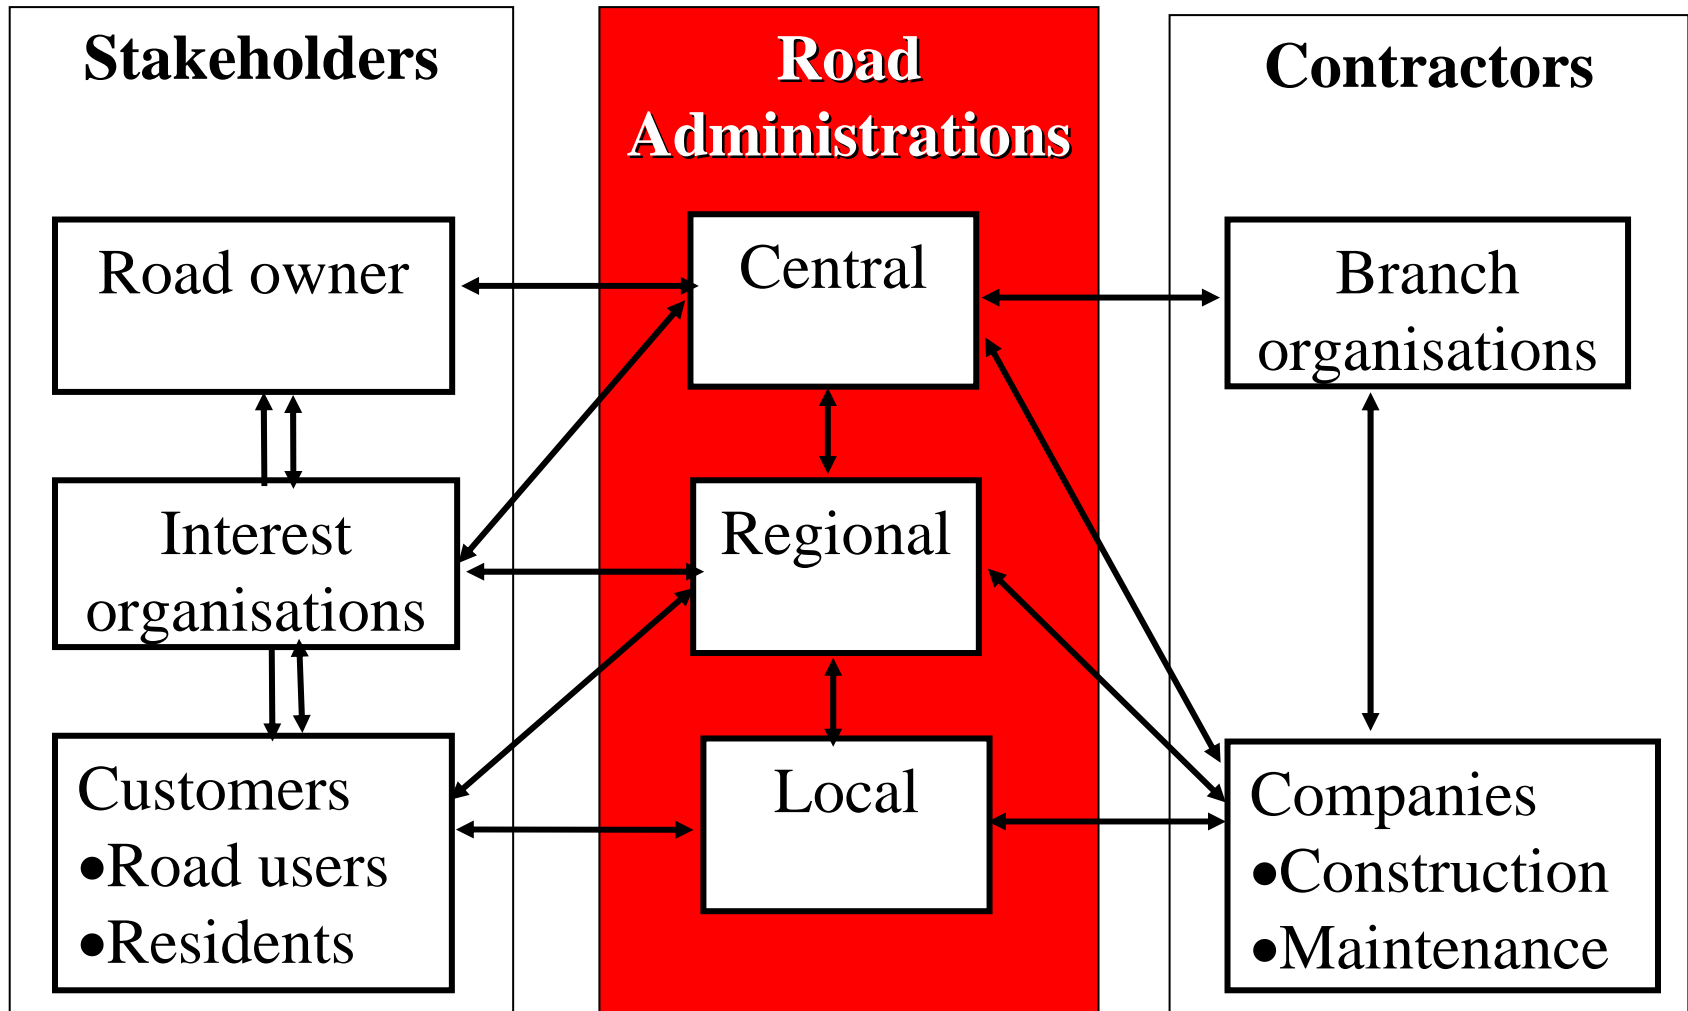 Stakeholders
Road owner
Interest
organisations
Customers
•Road users
•Residents
Road
Administrations
Central
Regional
Local
Contractors
Branch
organisations
Companies
•Construction
•Maintenance